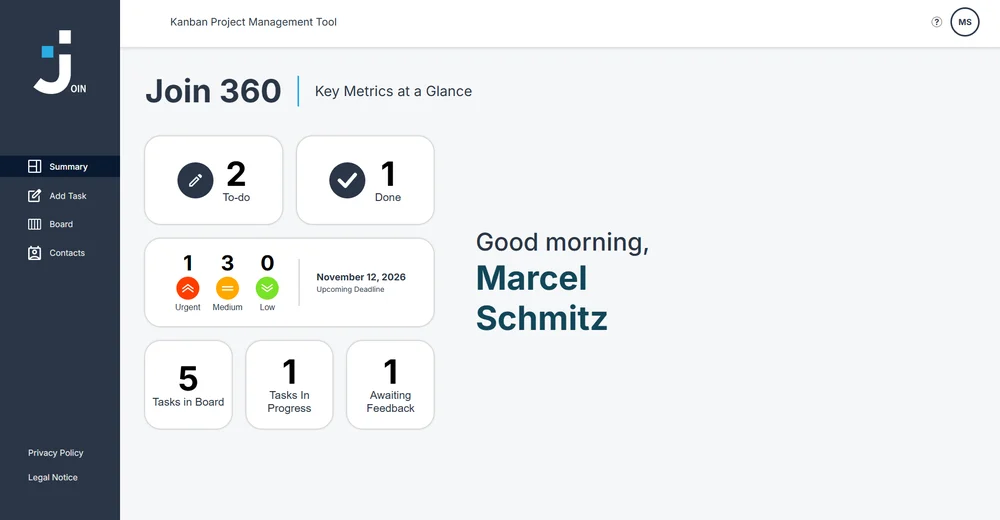 Kanban Project Management Tool
?
MS
OIN
Summary
Add Task
Board
Contacts
Privacy Policy
Legal Notice
Join 360
Key Metrics at a Glance
2
To-do
1
Done
1
Urgent
3
Medium
0
Low
November 12, 2026
Upcoming Deadline
5
Tasks in Board
1
Tasks In
Progress
1
Awaiting
Feedback
Good morning,
Marcel
Schmitz